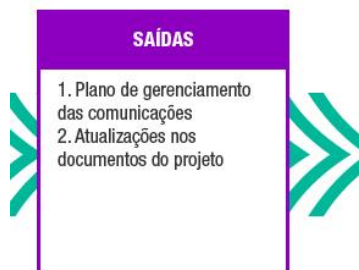 SAÍDAS
1. Plano de gerenciamento
das comunicações
2. Atualizações nos
documentos do projeto